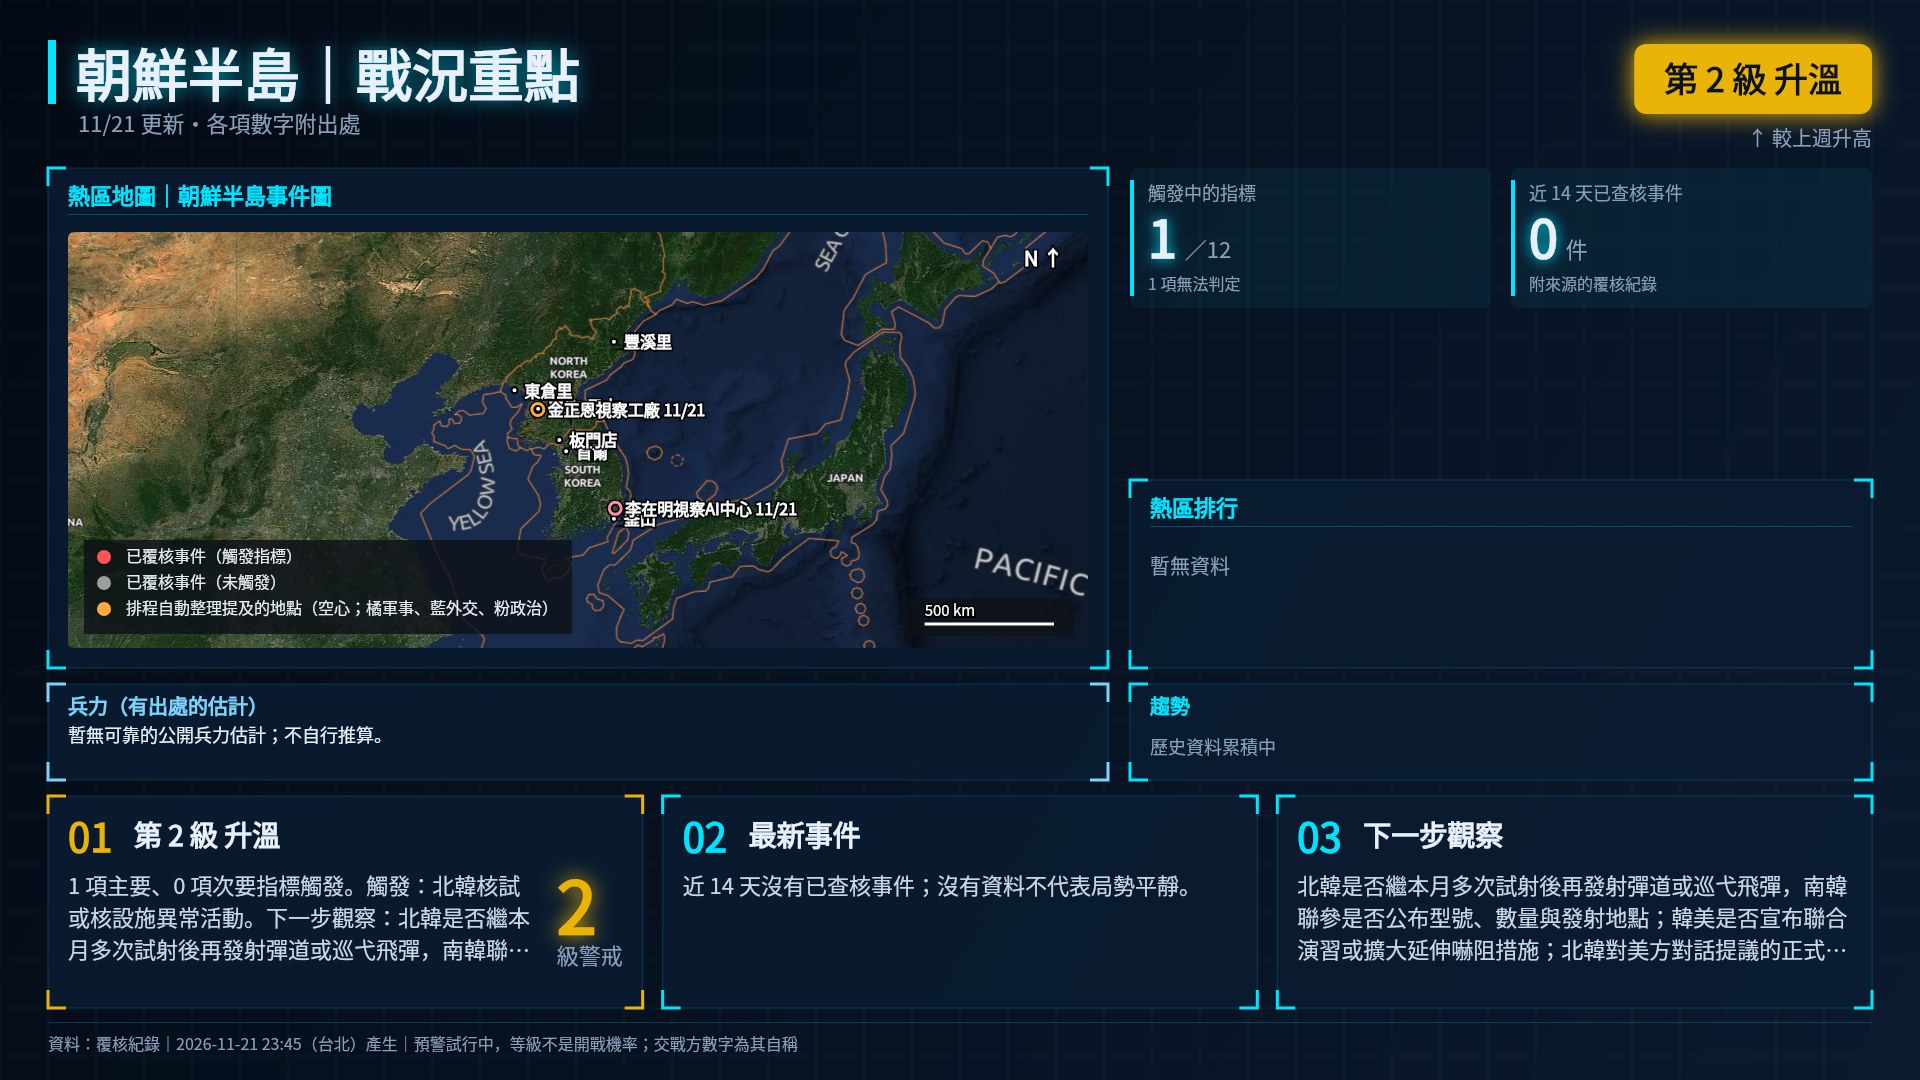 朝鮮半島｜戰況重點
11/21 更新・各項數字附出處
第 2 級 升溫
↑ 較上週升高
熱區地圖｜朝鮮半島事件圖
N ↑
豐溪里
NORTH
KOREA
東倉里
金正恩視察工廠 11/21
板門店
首爾
SOUTH
KOREA
YELLOW SEA
JAPAN
李在明視察AI中心 11/21
釜山
NA
PACIFIC
已覆核事件（觸發指標）
已覆核事件（未觸發）
排程自動整理提及的地點（空心；橘軍事、藍外交、粉政治）
500 km
觸發中的指標
1 ／12
1 項無法判定
近 14 天已查核事件
0 件
附來源的覆核紀錄
熱區排行
暫無資料
兵力（有出處的估計）
暫無可靠的公開兵力估計；不自行推算。
趨勢
歷史資料累積中
01 第 2 級 升溫
1 項主要、0 項次要指標觸發。觸發：北韓核試
或核設施異常活動。下一步觀察：北韓是否繼本
月多次試射後再發射彈道或巡弋飛彈，南韓聯…
2
級警戒
02 最新事件
近 14 天沒有已查核事件；沒有資料不代表局勢平靜。
03 下一步觀察
北韓是否繼本月多次試射後再發射彈道或巡弋飛彈，南韓
聯參是否公布型號、數量與發射地點；韓美是否宣布聯合
演習或擴大延伸嚇阻措施；北韓對美方對話提議的正式…
資料：覆核紀錄｜2026-11-21 23:45（台北）產生｜預警試行中，等級不是開戰機率；交戰方數字為其自稱